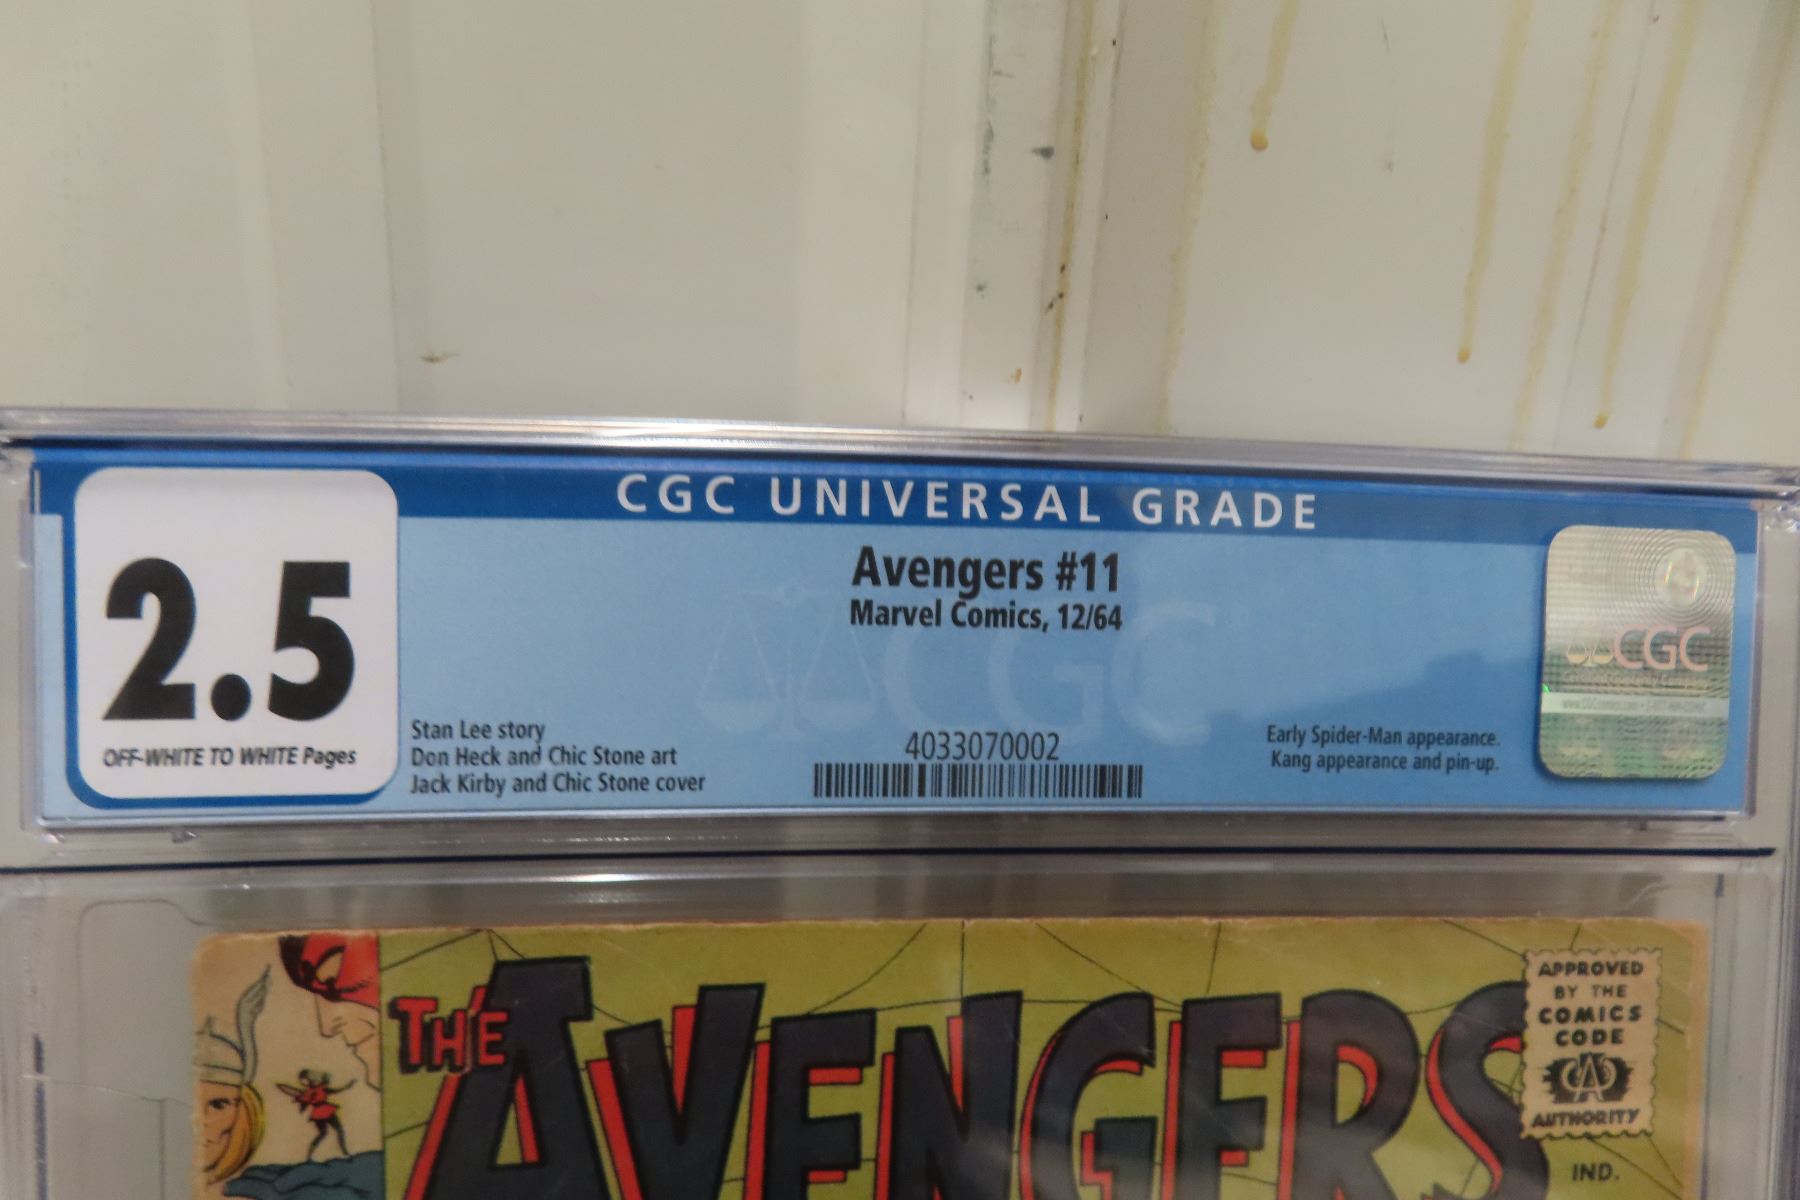 CGC UNIVERSAL GRADE
2.5
OFF-WHITE TO WHITE Pages
Avengers #11
Marvel Comics, 12/64
Stan Lee story
Don Heck and Chic Stone art
Jack Kirby and Chic Stone cover
4033070002
Early Spider-Man appearance.
Kang appearance and pin-up.
CGC
CGC
THE AVENGERS
APPROVED
BY THE
COMICS
CODE
CA
AUTHORITY
IND.